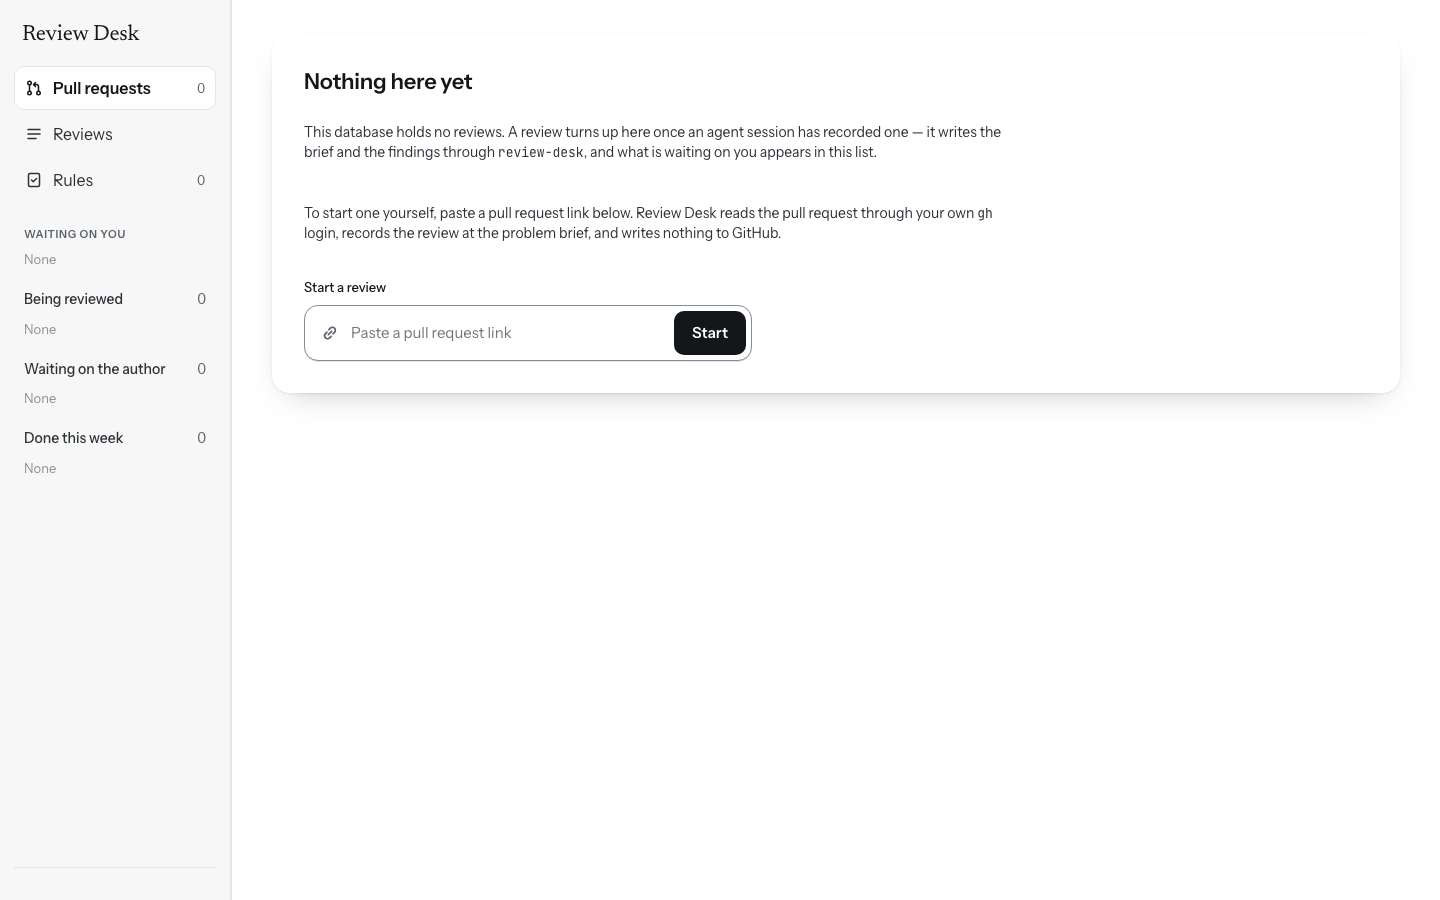 Review Desk
Pull requests 0
Reviews
Rules 0
WAITING ON YOU
None
Being reviewed 0
None
Waiting on the author 0
None
Done this week 0
None
Nothing here yet
This database holds no reviews. A review turns up here once an agent session has recorded one — it writes the
brief and the findings through review-desk, and what is waiting on you appears in this list.
To start one yourself, paste a pull request link below. Review Desk reads the pull request through your own gh
login, records the review at the problem brief, and writes nothing to GitHub.
Start a review
Paste a pull request link
Start